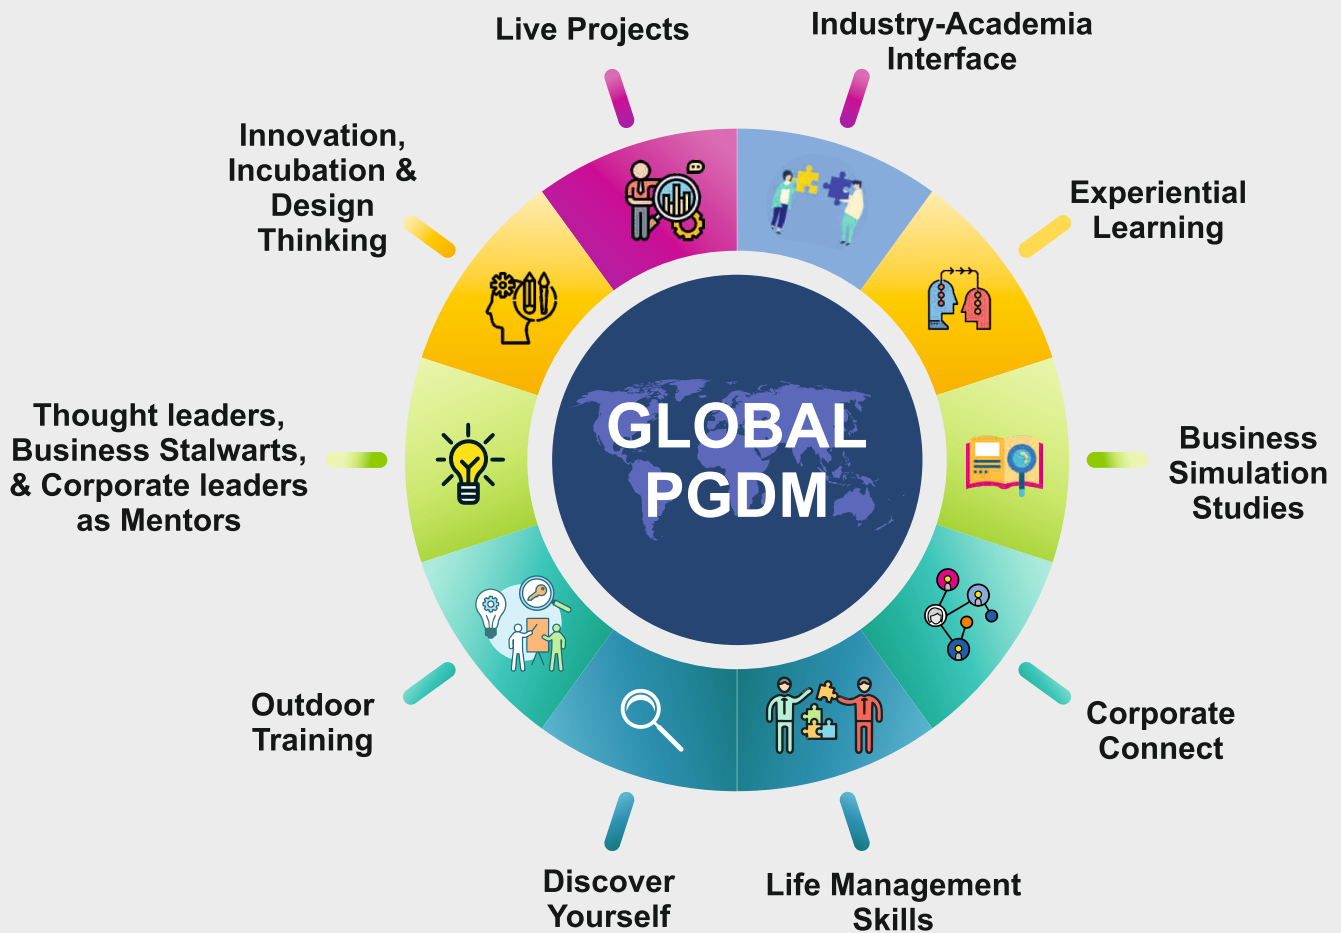 Live Projects
Industry-Academia
Interface
Innovation,
Incubation &
Design
Thinking
Experiential
Learning
Thought leaders,
Business Stalwarts,
& Corporate leaders
as Mentors
GLOBAL
PGDM
Business
Simulation
Studies
Outdoor
Training
Corporate
Connect
Discover
Yourself
Life Management
Skills